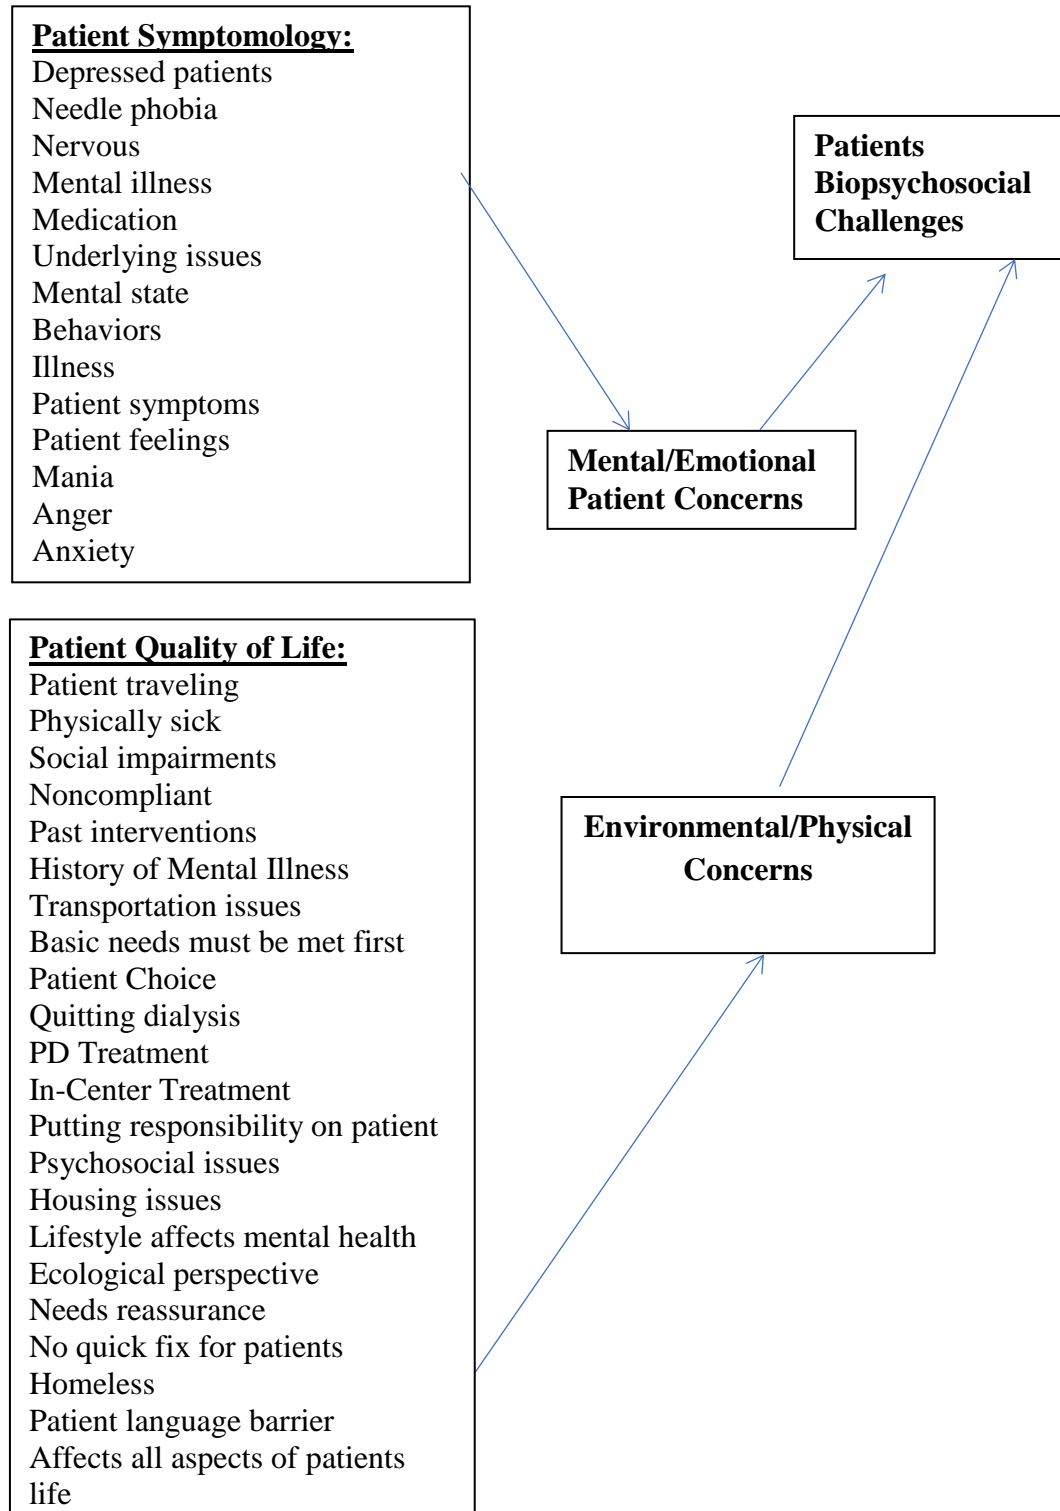 Patient Symptomology:
Depressed patients
Needle phobia
Nervous
Mental illness
Medication
Underlying issues
Mental state
Behaviors
Illness
Patient symptoms
Patient feelings
Mania
Anger
Anxiety
Patients
Biopsychosocial
Challenges
Mental/Emotional
Patient Concerns
Patient Quality of Life:
Patient traveling
Physically sick
Social impairments
Noncompliant
Past interventions
History of Mental Illness
Transportation issues
Basic needs must be met first
Patient Choice
Quitting dialysis
PD Treatment
In-Center Treatment
Putting responsibility on patient
Psychosocial issues
Housing issues
Lifestyle affects mental health
Ecological perspective
Needs reassurance
No quick fix for patients
Homeless
Patient language barrier
Affects all aspects of patients
life
Environmental/Physical
Concerns